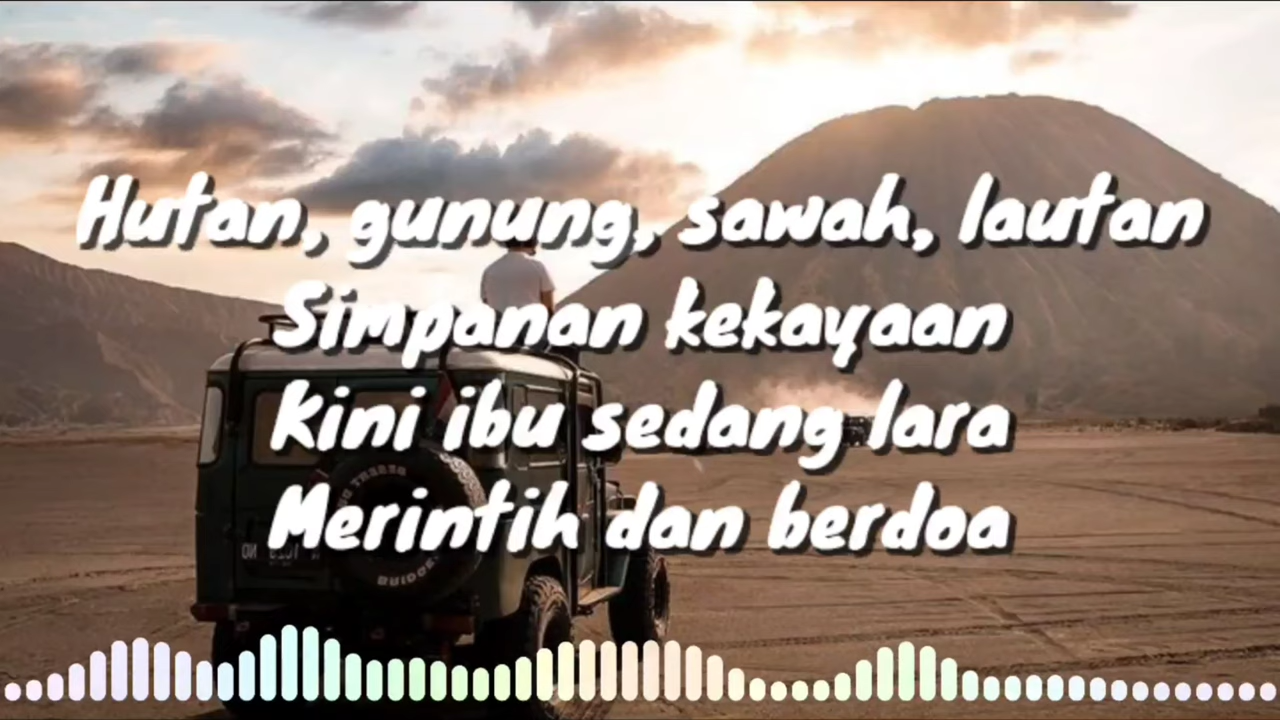 Hutan, gunung, sawah, lautan
Simpanan kekayaan
Kini ibu sedang lara
Merintih dan berdoa